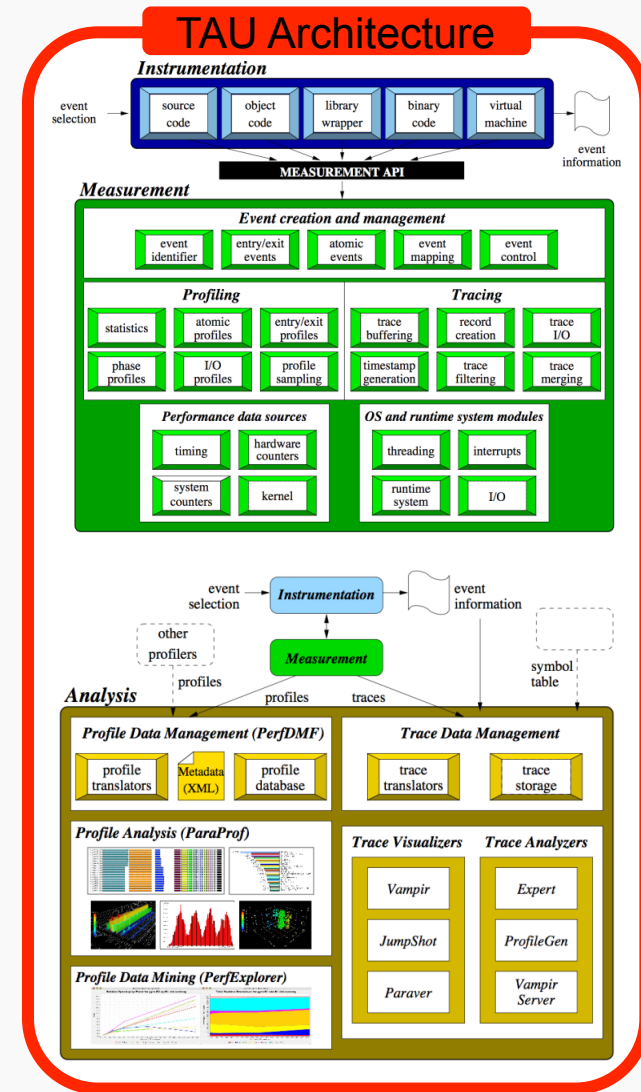 TAU Architecture
Instrumentation
event
selection
source
code
object
code
library
wrapper
binary
code
virtual
machine
event
information
MEASUREMENT API
Measurement
Event creation and management
event
identifier
entry/exit
events
atomic
events
event
mapping
event
control
Profiling
statistics
atomic
profiles
entry/exit
profiles
phase
profiles
I/O
profiles
profile
sampling
Tracing
trace
buffering
record
creation
trace
I/O
timestamp
generation
trace
filtering
trace
merging
Performance data sources
timing
hardware
counters
system
counters
kernel
OS and runtime system modules
threading
interrupts
runtime
system
I/O
event
selection
Instrumentation
event
information
other
profilers
Measurement
symbol
table
profiles
profiles
traces
Analysis
Profile Data Management (PerfDMF)
profile
translators
Metadata
(XML)
profile
database
Trace Data Management
trace
translators
trace
storage
Profile Analysis (ParaProf)
Profile Data Mining (PerfExplorer)
Trace Visualizers
Vampir
JumpShot
Paraver
Trace Analyzers
Expert
ProfileGen
Vampir
Server